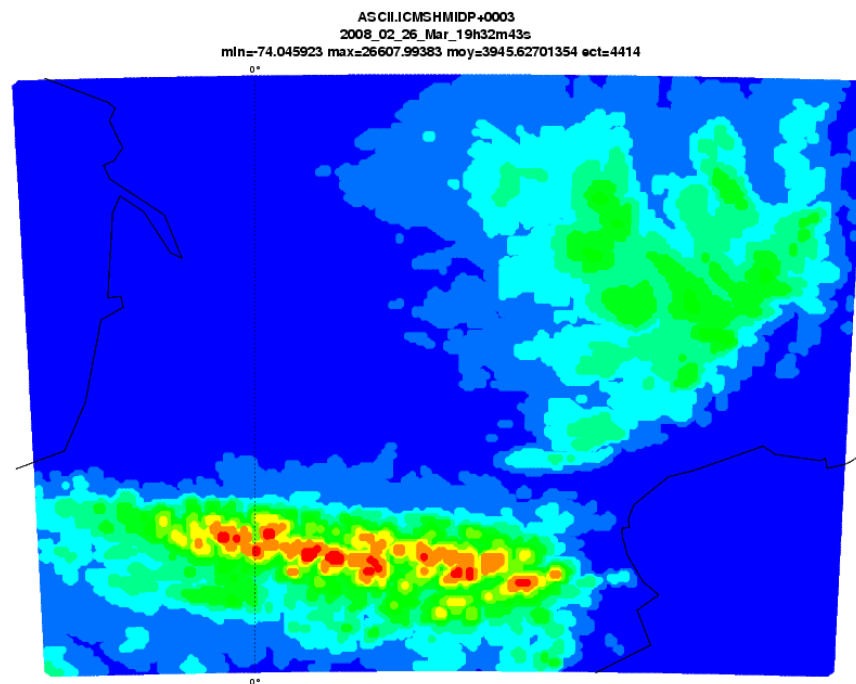 ASCII.ICMSHMIDP+0003
2008_02_26_Mar_19h32m43s
min=-74.045923 max=26607.99383 moy=3945.62701354 ect=4414
0°
0°